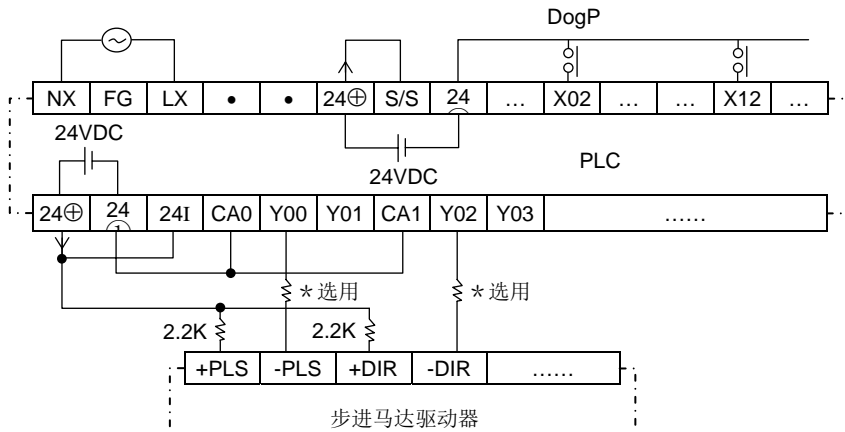 DogP
NX FG LX • • 24⊕ S/S 24 … X02 … … X12 …
24VDC
24VDC
PLC
24⊕ 24 24I CA0 Y00 Y01 CA1 Y02 Y03 ……
*选用 *选用
2.2K 2.2K
+PLS -PLS +DIR -DIR ……
步进马达驱动器